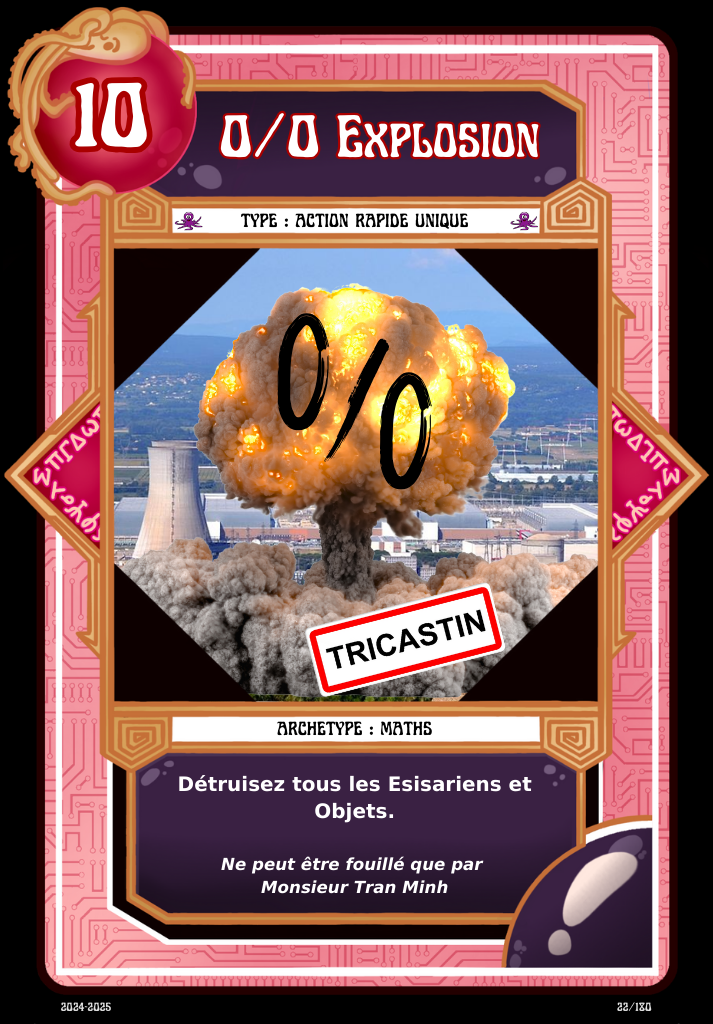 10
0/0 Explosion
TYPE : ACTION RAPIDE UNIQUE
0/0
TRICASTIN
ARCHETYPE : MATHS
Détruisez tous les Esisariens et
Objets.
Ne peut être fouillé que par
Monsieur Tran Minh
2024-2025
22/180